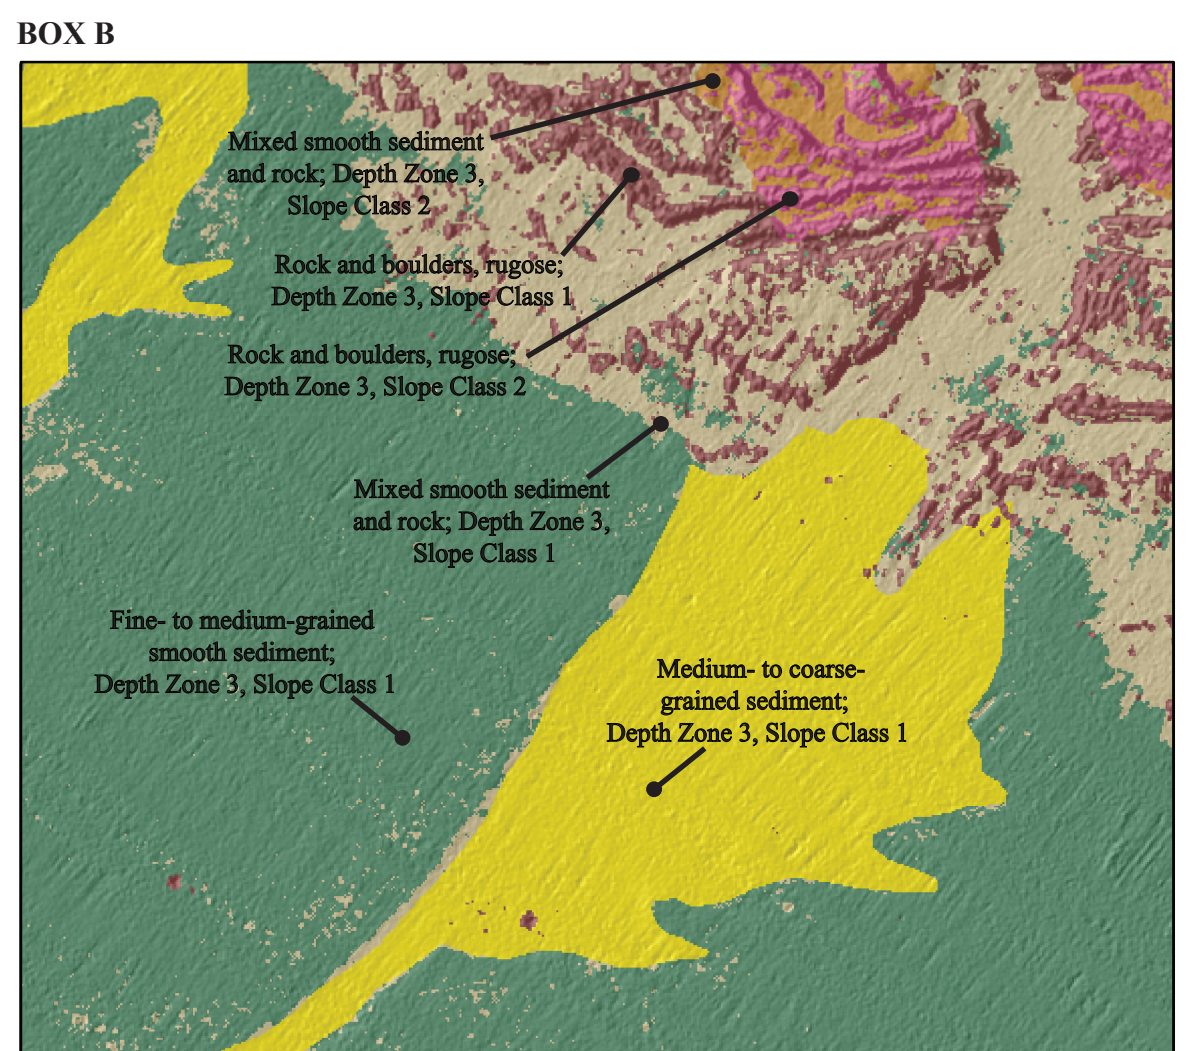 BOX B
Mixed smooth sediment
and rock; Depth Zone 3,
Slope Class 2
Rock and boulders, rugose;
Depth Zone 3, Slope Class 1
Rock and boulders, rugose;
Depth Zone 3, Slope Class 2
Mixed smooth sediment
and rock; Depth Zone 3,
Slope Class 1
Fine- to medium-grained
smooth sediment;
Depth Zone 3, Slope Class 1
Medium- to coarse-
grained sediment;
Depth Zone 3, Slope Class 1